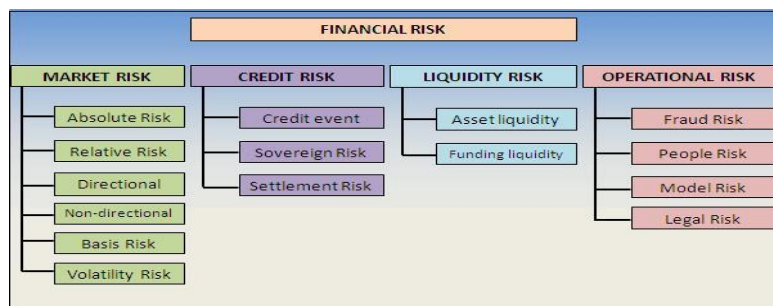 FINANCIAL RISK
MARKET RISK
Absolute Risk
Relative Risk
Directional
Non-directional
Basis Risk
Volatility Risk
CREDIT RISK
Credit event
Sovereign Risk
Settlement Risk
LIQUIDITY RISK
Asset liquidity
Funding liquidity
OPERATIONAL RISK
Fraud Risk
People Risk
Model Risk
Legal Risk